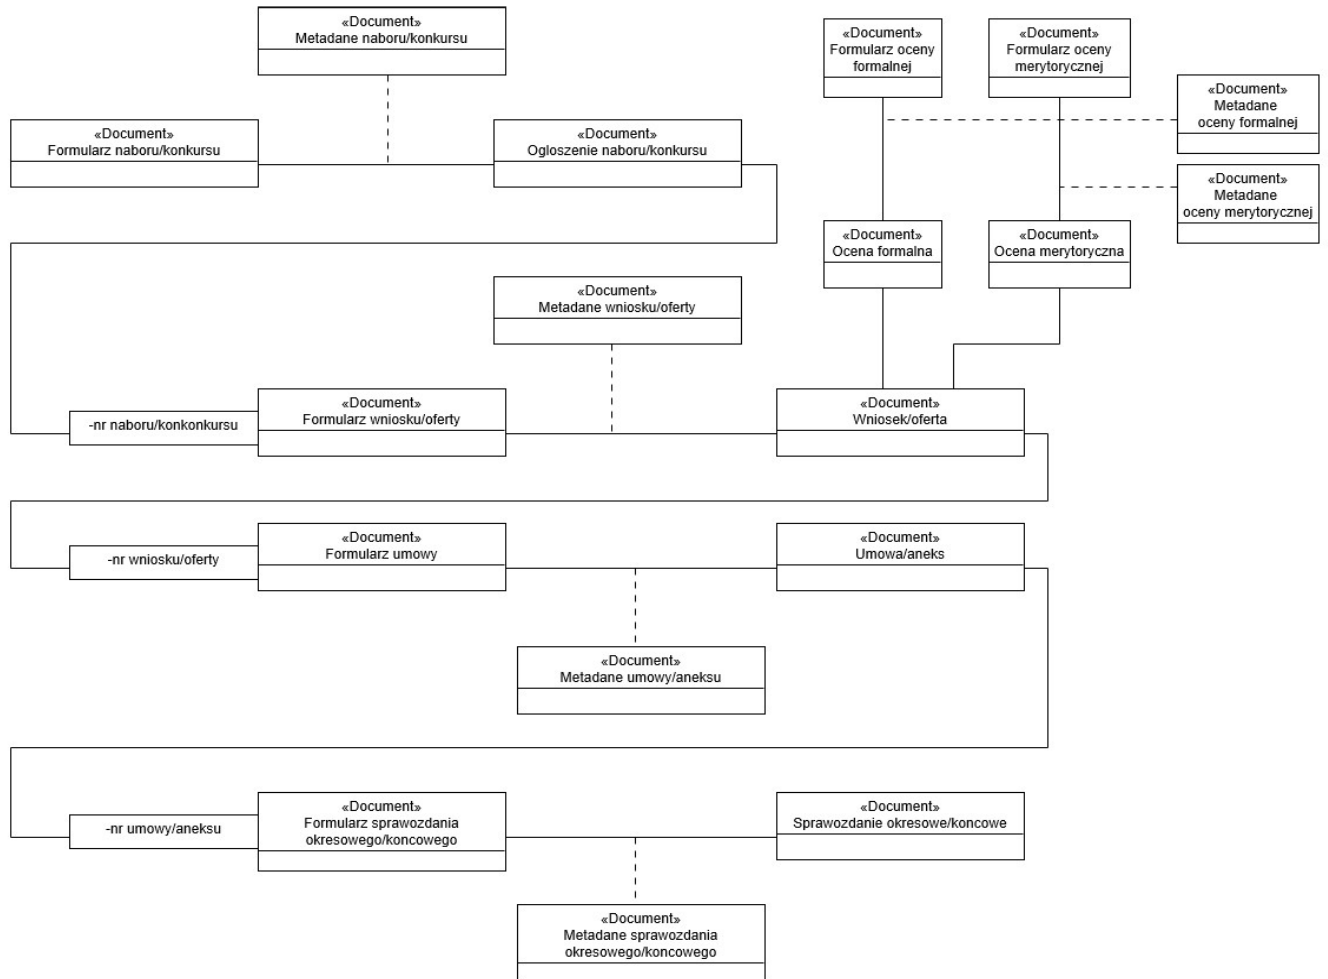 «Document»
Metadane naboru/konkursu
«Document»
Formularz naboru/konkursu
«Document»
Ogloszenie naboru/konkursu
«Document»
Formularz oceny
formalnej
«Document»
Formularz oceny
merytorycznej
«Document»
Metadane
oceny formalnej
«Document»
Metadane
oceny merytorycznej
«Document»
Ocena formalna
«Document»
Ocena merytoryczna
«Document»
Metadane wniosku/oferty
-nr naboru/konkonkursu
«Document»
Formularz wniosku/oferty
«Document»
Wniosek/oferta
-nr wniosku/oferty
«Document»
Formularz umowy
«Document»
Umowa/aneks
«Document»
Metadane umowy/aneksu
-nr umowy/aneksu
«Document»
Formularz sprawozdania
okresowego/koncowego
«Document»
Sprawozdanie okresowe/koncowe
«Document»
Metadane sprawozdania
okresowego/koncowego